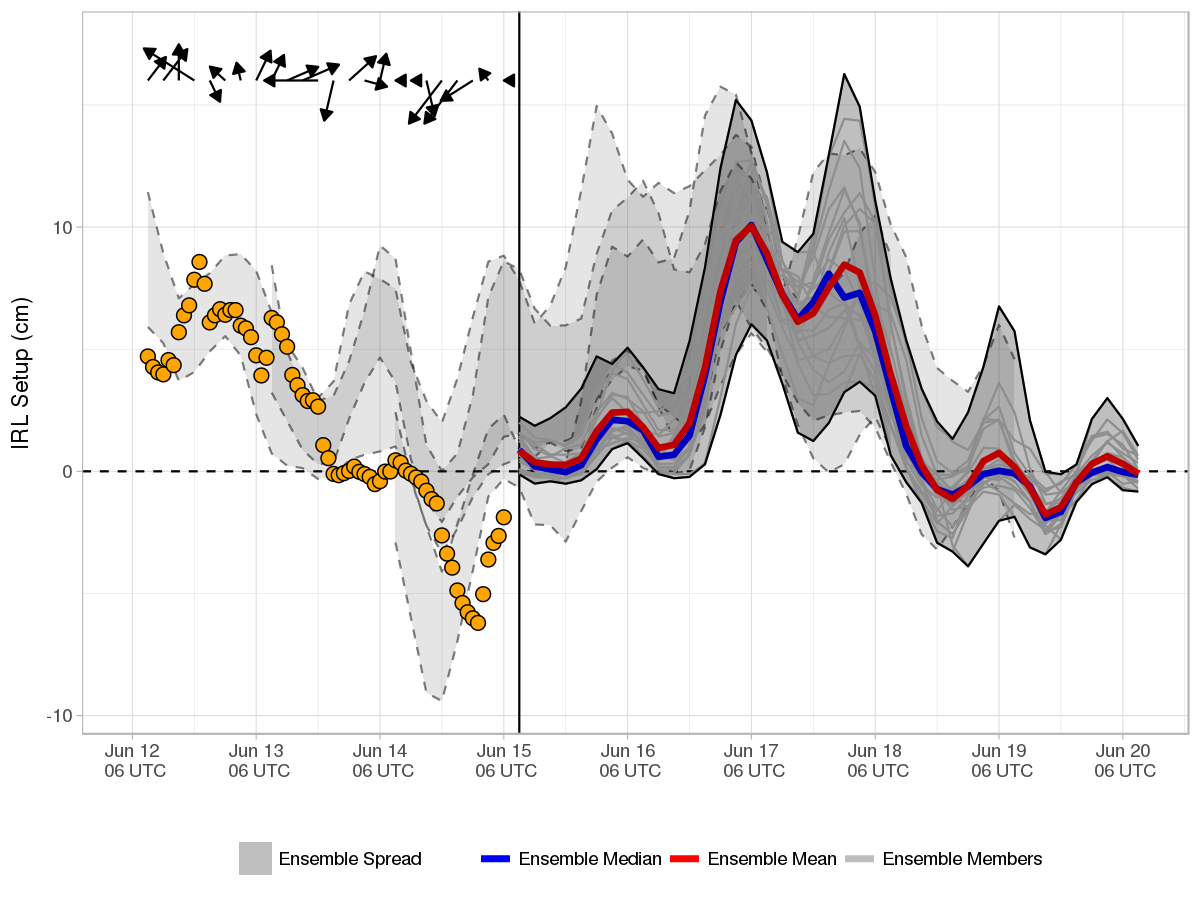 IRL Setup (cm)
10
0
-10
Jun 12 Jun 13 Jun 14 Jun 15 Jun 16 Jun 17 Jun 18 Jun 19 Jun 20
06 UTC 06 UTC 06 UTC 06 UTC 06 UTC 06 UTC 06 UTC 06 UTC 06 UTC
Ensemble Spread Ensemble Median Ensemble Mean Ensemble Members